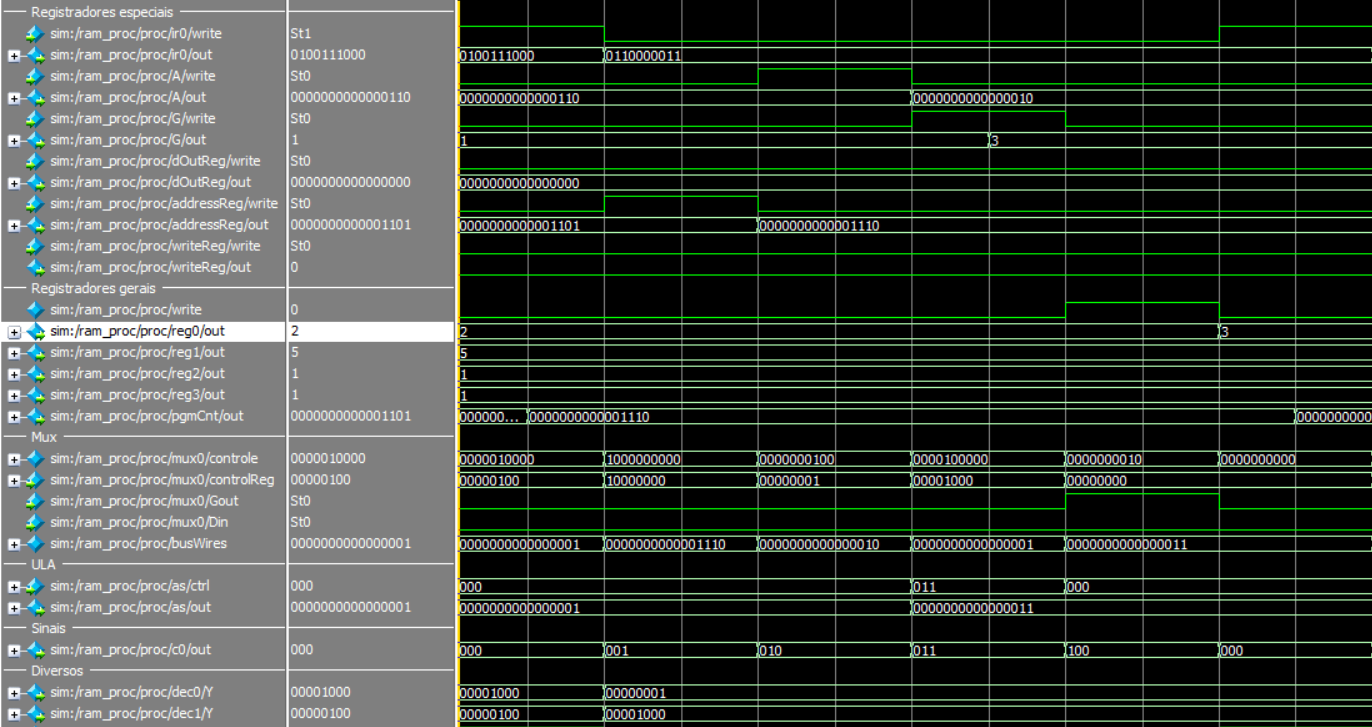 Registradores especiais
sim:/ram_proc/proc/ir0/write St1
sim:/ram_proc/proc/ir0/out 0100111000 0100111000 0110000011
sim:/ram_proc/proc/A/write St0
sim:/ram_proc/proc/A/out 0000000000000110 0000000000000110 0000000000000010
sim:/ram_proc/proc/G/write St0
sim:/ram_proc/proc/G/out 1 1 3
sim:/ram_proc/proc/dOutReg/write St0
sim:/ram_proc/proc/dOutReg/out 0000000000000000 0000000000000000
sim:/ram_proc/proc/addressReg/write St0
sim:/ram_proc/proc/addressReg/out 0000000000001101 0000000000001101 0000000000001110
sim:/ram_proc/proc/writeReg/write St0
sim:/ram_proc/proc/writeReg/out 0
Registradores gerais
sim:/ram_proc/proc/write 0
sim:/ram_proc/proc/reg0/out 2 2 3
sim:/ram_proc/proc/reg1/out 5 5
sim:/ram_proc/proc/reg2/out 1 1
sim:/ram_proc/proc/reg3/out 1 1
sim:/ram_proc/proc/pgmCnt/out 0000000000001101 000000... 0000000000001110 0000000000
Mux
sim:/ram_proc/proc/mux0/controle 0000010000 0000010000 1000000000 0000000100 0000100000 0000000010 0000000000
sim:/ram_proc/proc/mux0/controlReg 00000100 00000100 10000000 00000001 00001000 00000000
sim:/ram_proc/proc/mux0/Gout St0
sim:/ram_proc/proc/mux0/Din St0
sim:/ram_proc/proc/busWires 0000000000000001 0000000000000001 0000000000001110 0000000000000010 0000000000000001 0000000000000011
ULA
sim:/ram_proc/proc/as/ctrl 000 000 011 000
sim:/ram_proc/proc/as/out 0000000000000001 0000000000000001 0000000000000011
Sinais
sim:/ram_proc/proc/c0/out 000 000 001 010 011 100 000
Diversos
sim:/ram_proc/proc/dec0/Y 00001000 00001000 00000001
sim:/ram_proc/proc/dec1/Y 00000100 00000100 00001000